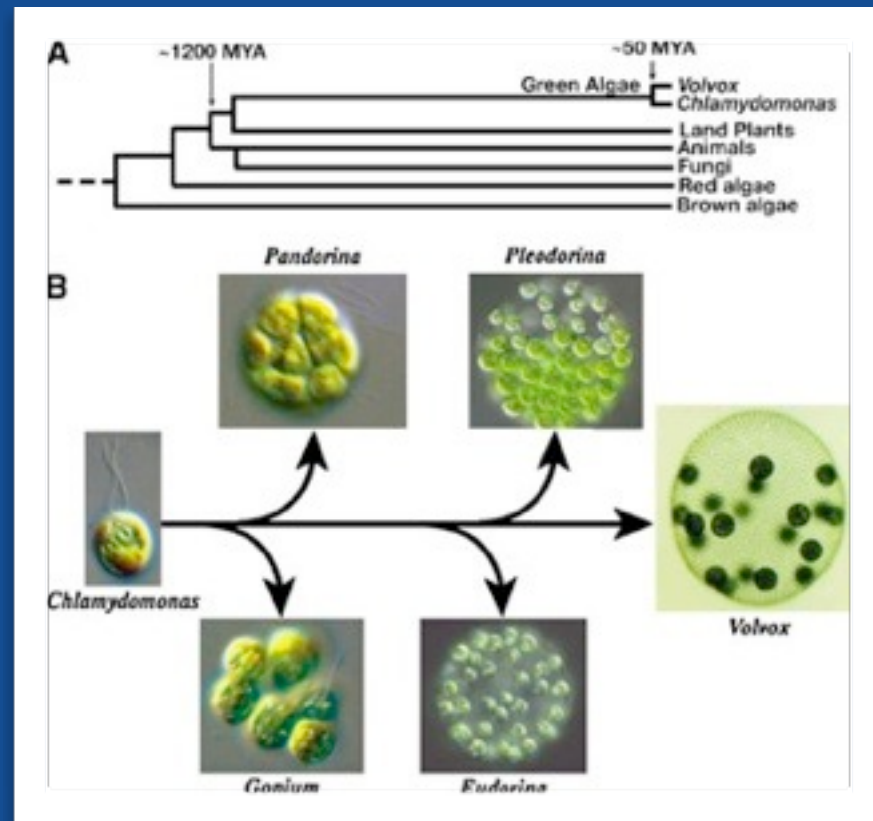 A
~1200 MYA
~50 MYA
Green Algae
Volvox
Chlamydomonas
Land Plants
Animals
Fungi
Red algae
Brown algae
B
Pandorina
Pleodorina
Chlamydomonas
Volvox
Gonium
Eudorina